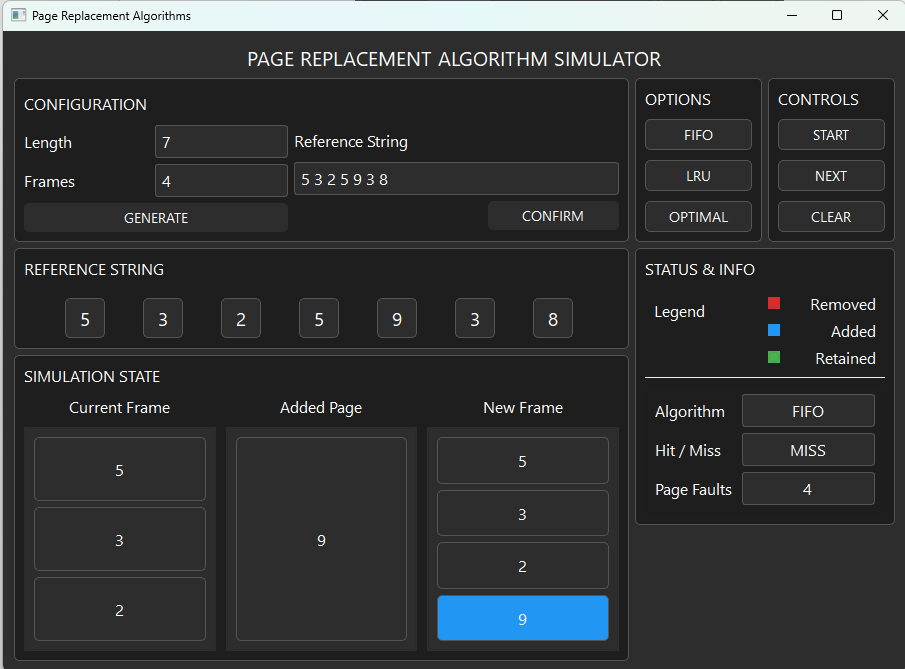 Page Replacement Algorithms
PAGE REPLACEMENT ALGORITHM SIMULATOR
CONFIGURATION
Length
7
Reference String
Frames
4
5 3 2 5 9 3 8
GENERATE
CONFIRM
OPTIONS
FIFO
LRU
OPTIMAL
CONTROLS
START
NEXT
CLEAR
REFERENCE STRING
5 3 2 5 9 3 8
SIMULATION STATE
Current Frame
5
3
2
Added Page
9
New Frame
5
3
2
9
STATUS & INFO
Legend
Removed
Added
Retained
Algorithm FIFO
Hit / Miss MISS
Page Faults 4